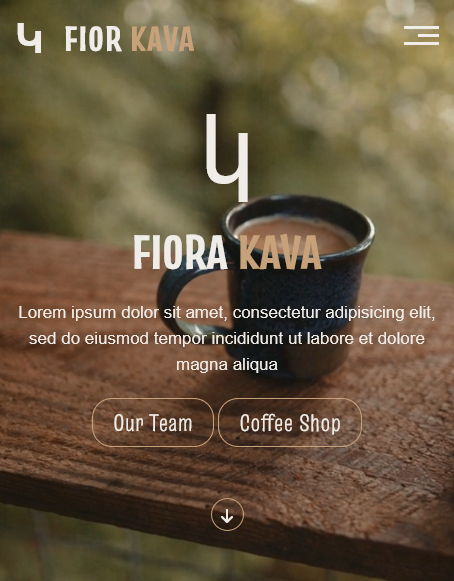 FIOR KAVA
FIORA KAVA
Lorem ipsum dolor sit amet, consectetur adipisicing elit,
sed do eiusmod tempor incididunt ut labore et dolore
magna aliqua
Our Team
Coffee Shop